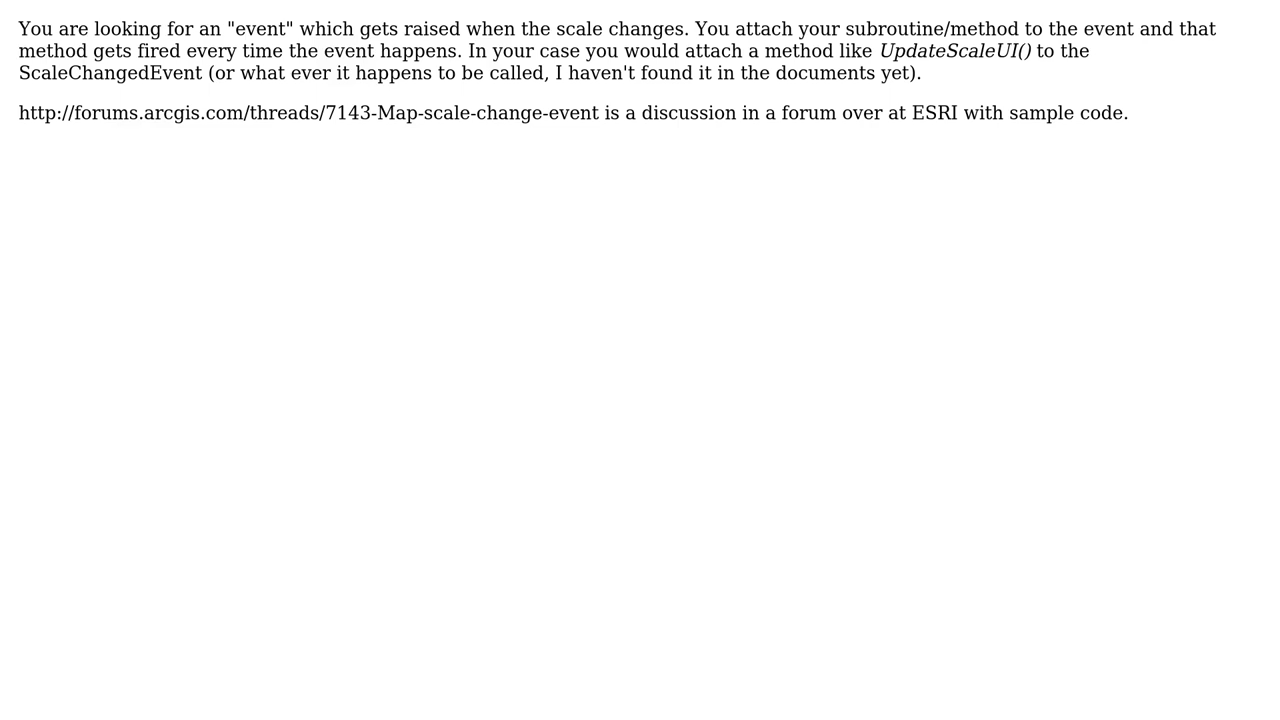 You are looking for an "event" which gets raised when the scale changes. You attach your subroutine/method to the event and that
method gets fired every time the event happens. In your case you would attach a method like UpdateScaleUI() to the
ScaleChangedEvent (or what ever it happens to be called, I haven't found it in the documents yet).
http://forums.arcgis.com/threads/7143-Map-scale-change-event is a discussion in a forum over at ESRI with sample code.